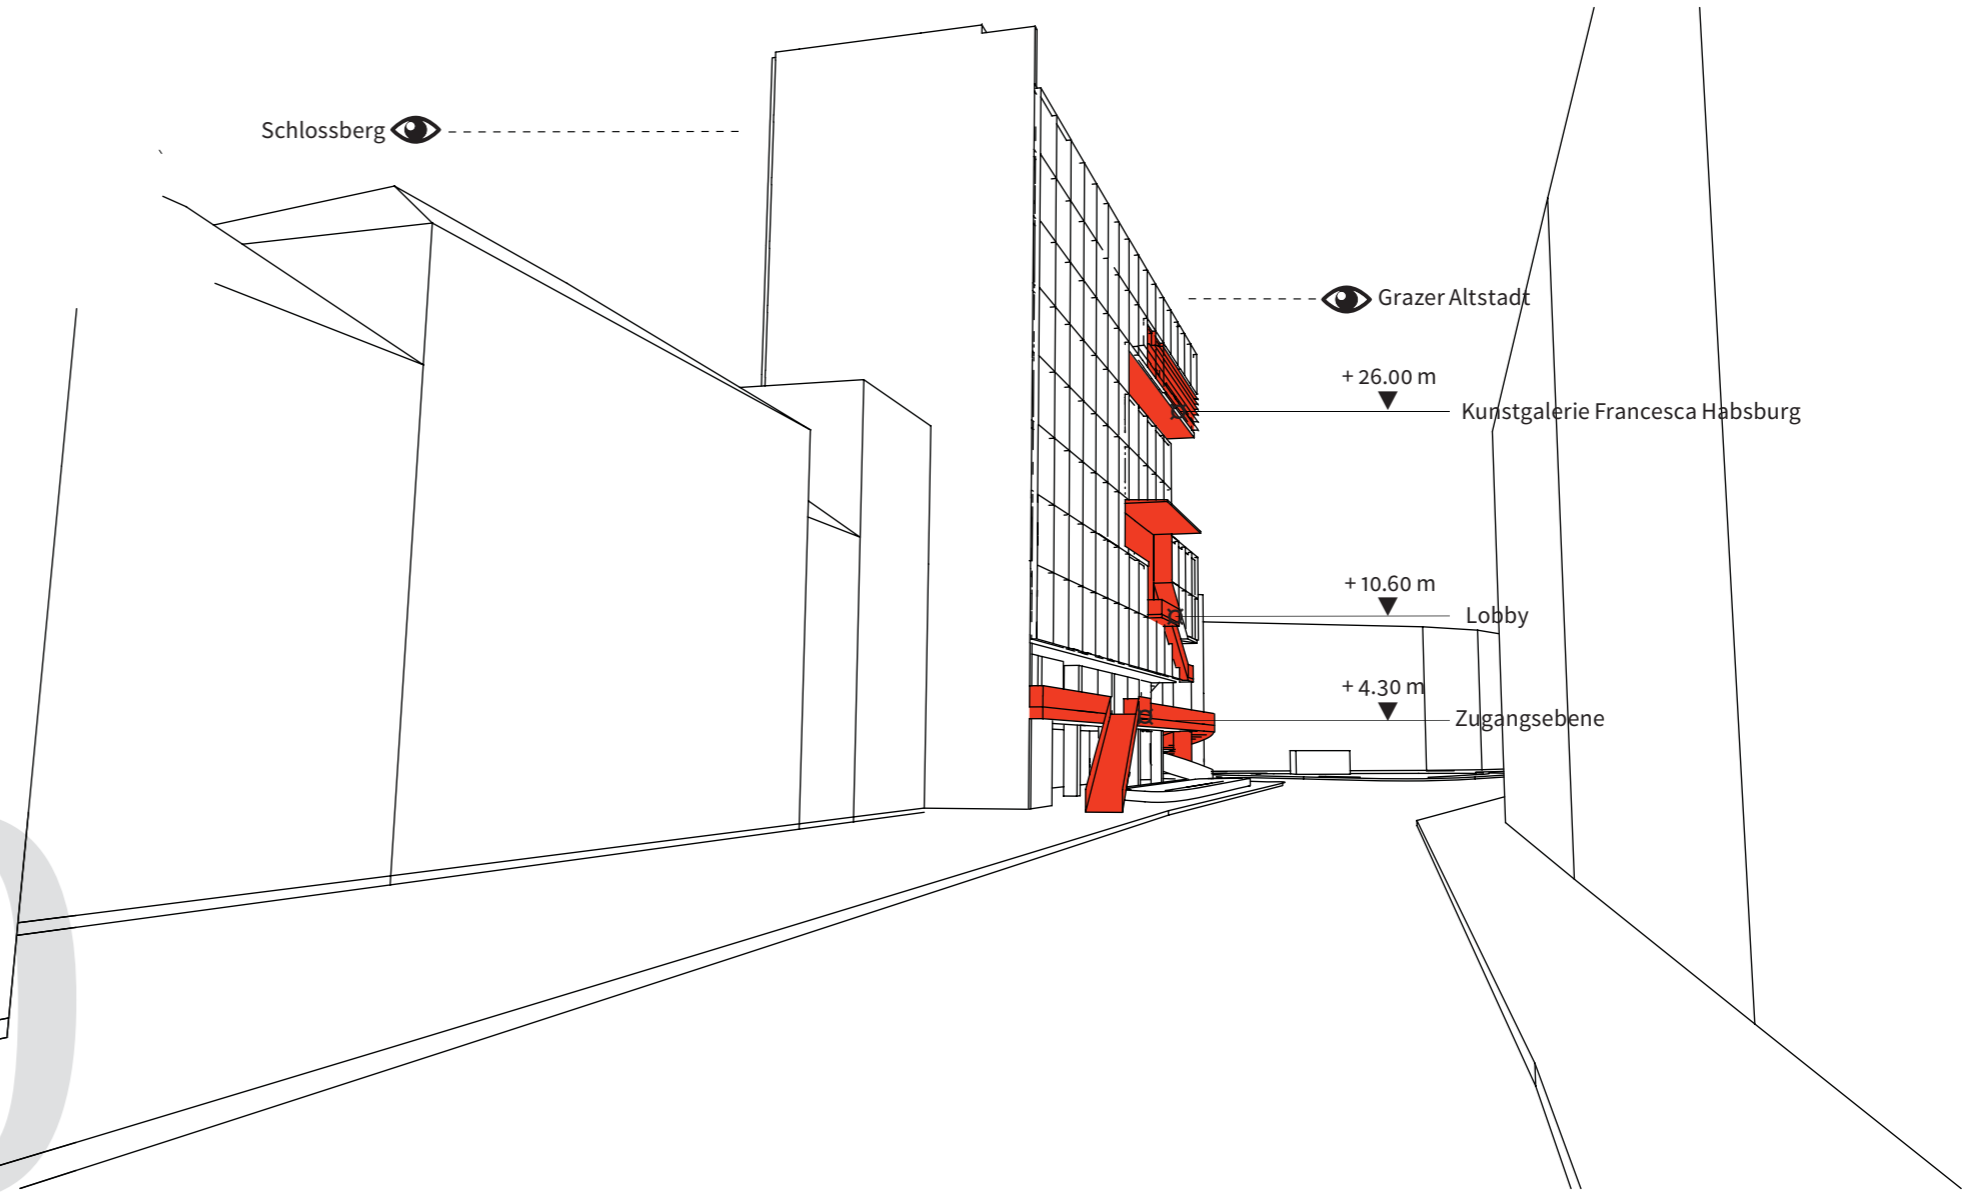 Schlossberg
Grazer Altstadt
+ 26.00 m
Kunstgalerie Francesca Habsburg
+ 10.60 m
Lobby
+ 4.30 m
Zugangsebene